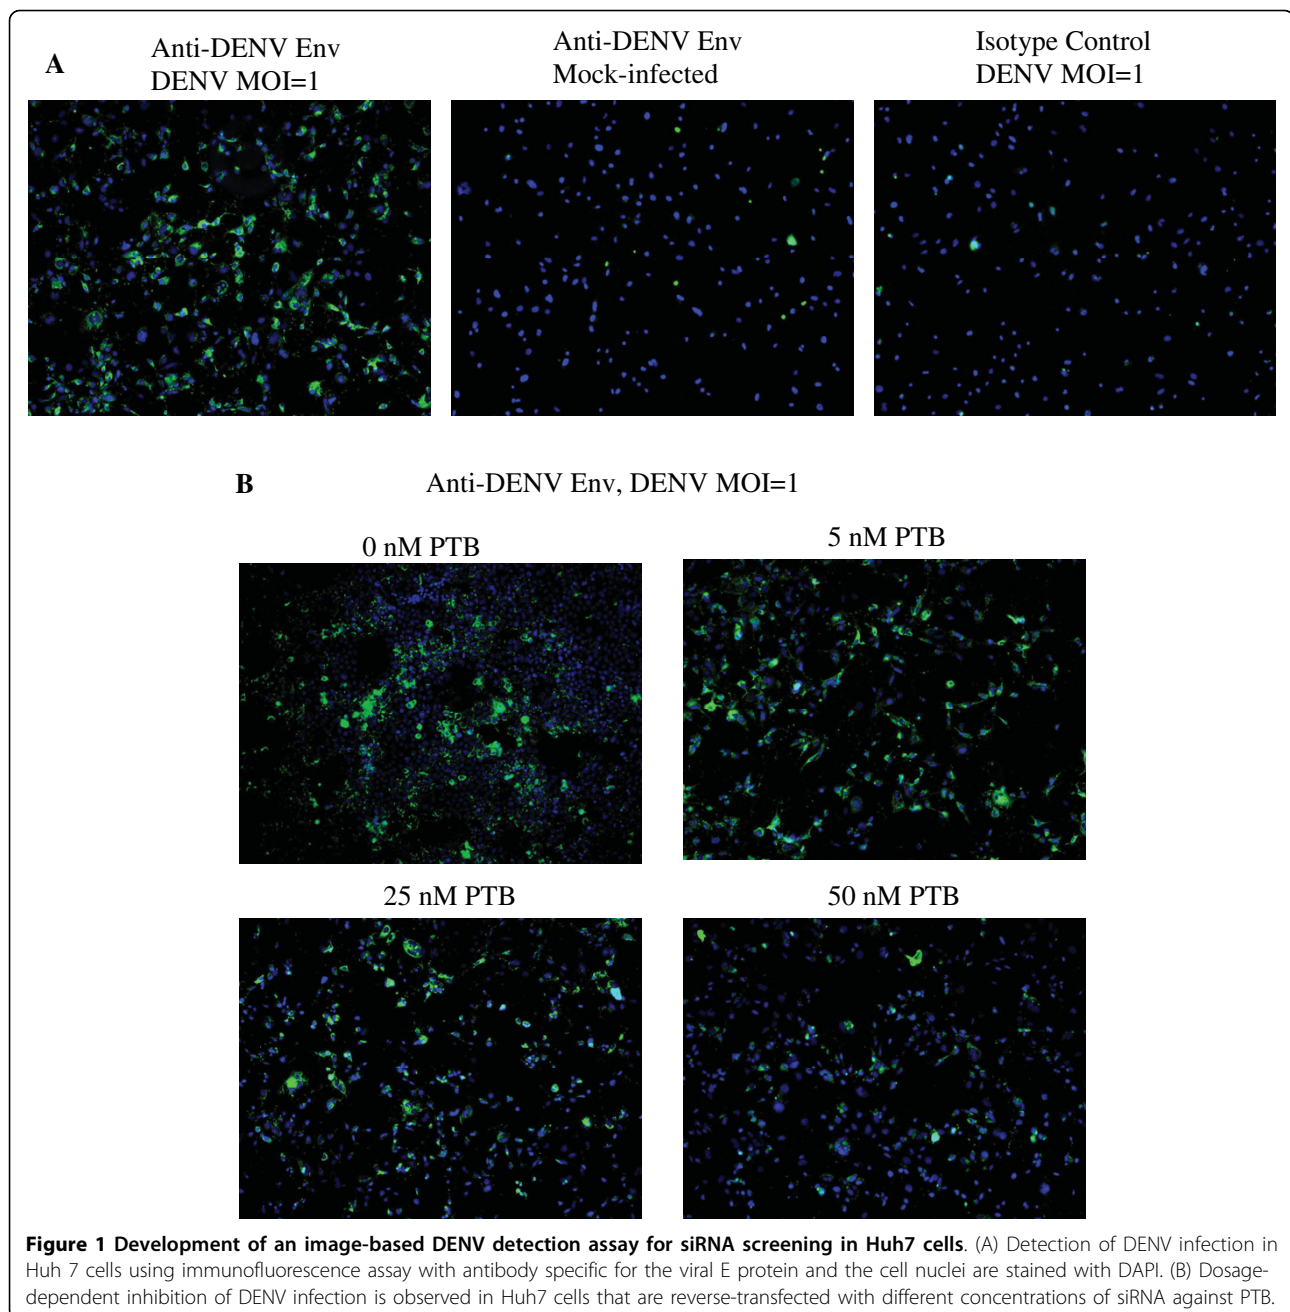 A
Anti-DENV Env
DENV MOI=1
Anti-DENV Env
Mock-infected
Isotype Control
DENV MOI=1
B
Anti-DENV Env, DENV MOI=1
0 nM PTB
5 nM PTB
25 nM PTB
50 nM PTB
Figure 1 Development of an image-based DENV detection assay for siRNA screening in Huh7 cells. (A) Detection of DENV infection in
Huh 7 cells using immunofluorescence assay with antibody specific for the viral E protein and the cell nuclei are stained with DAPI. (B) Dosage-
dependent inhibition of DENV infection is observed in Huh7 cells that are reverse-transfected with different concentrations of siRNA against PTB.